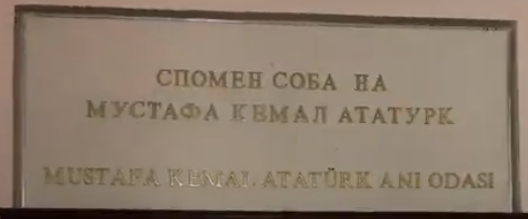 СПОМЕН СОБА НА
МУСТАФА КЕМАЛ АТАТУРК
MUSTAFA KEMAL ATATÜRK ANI ODASI